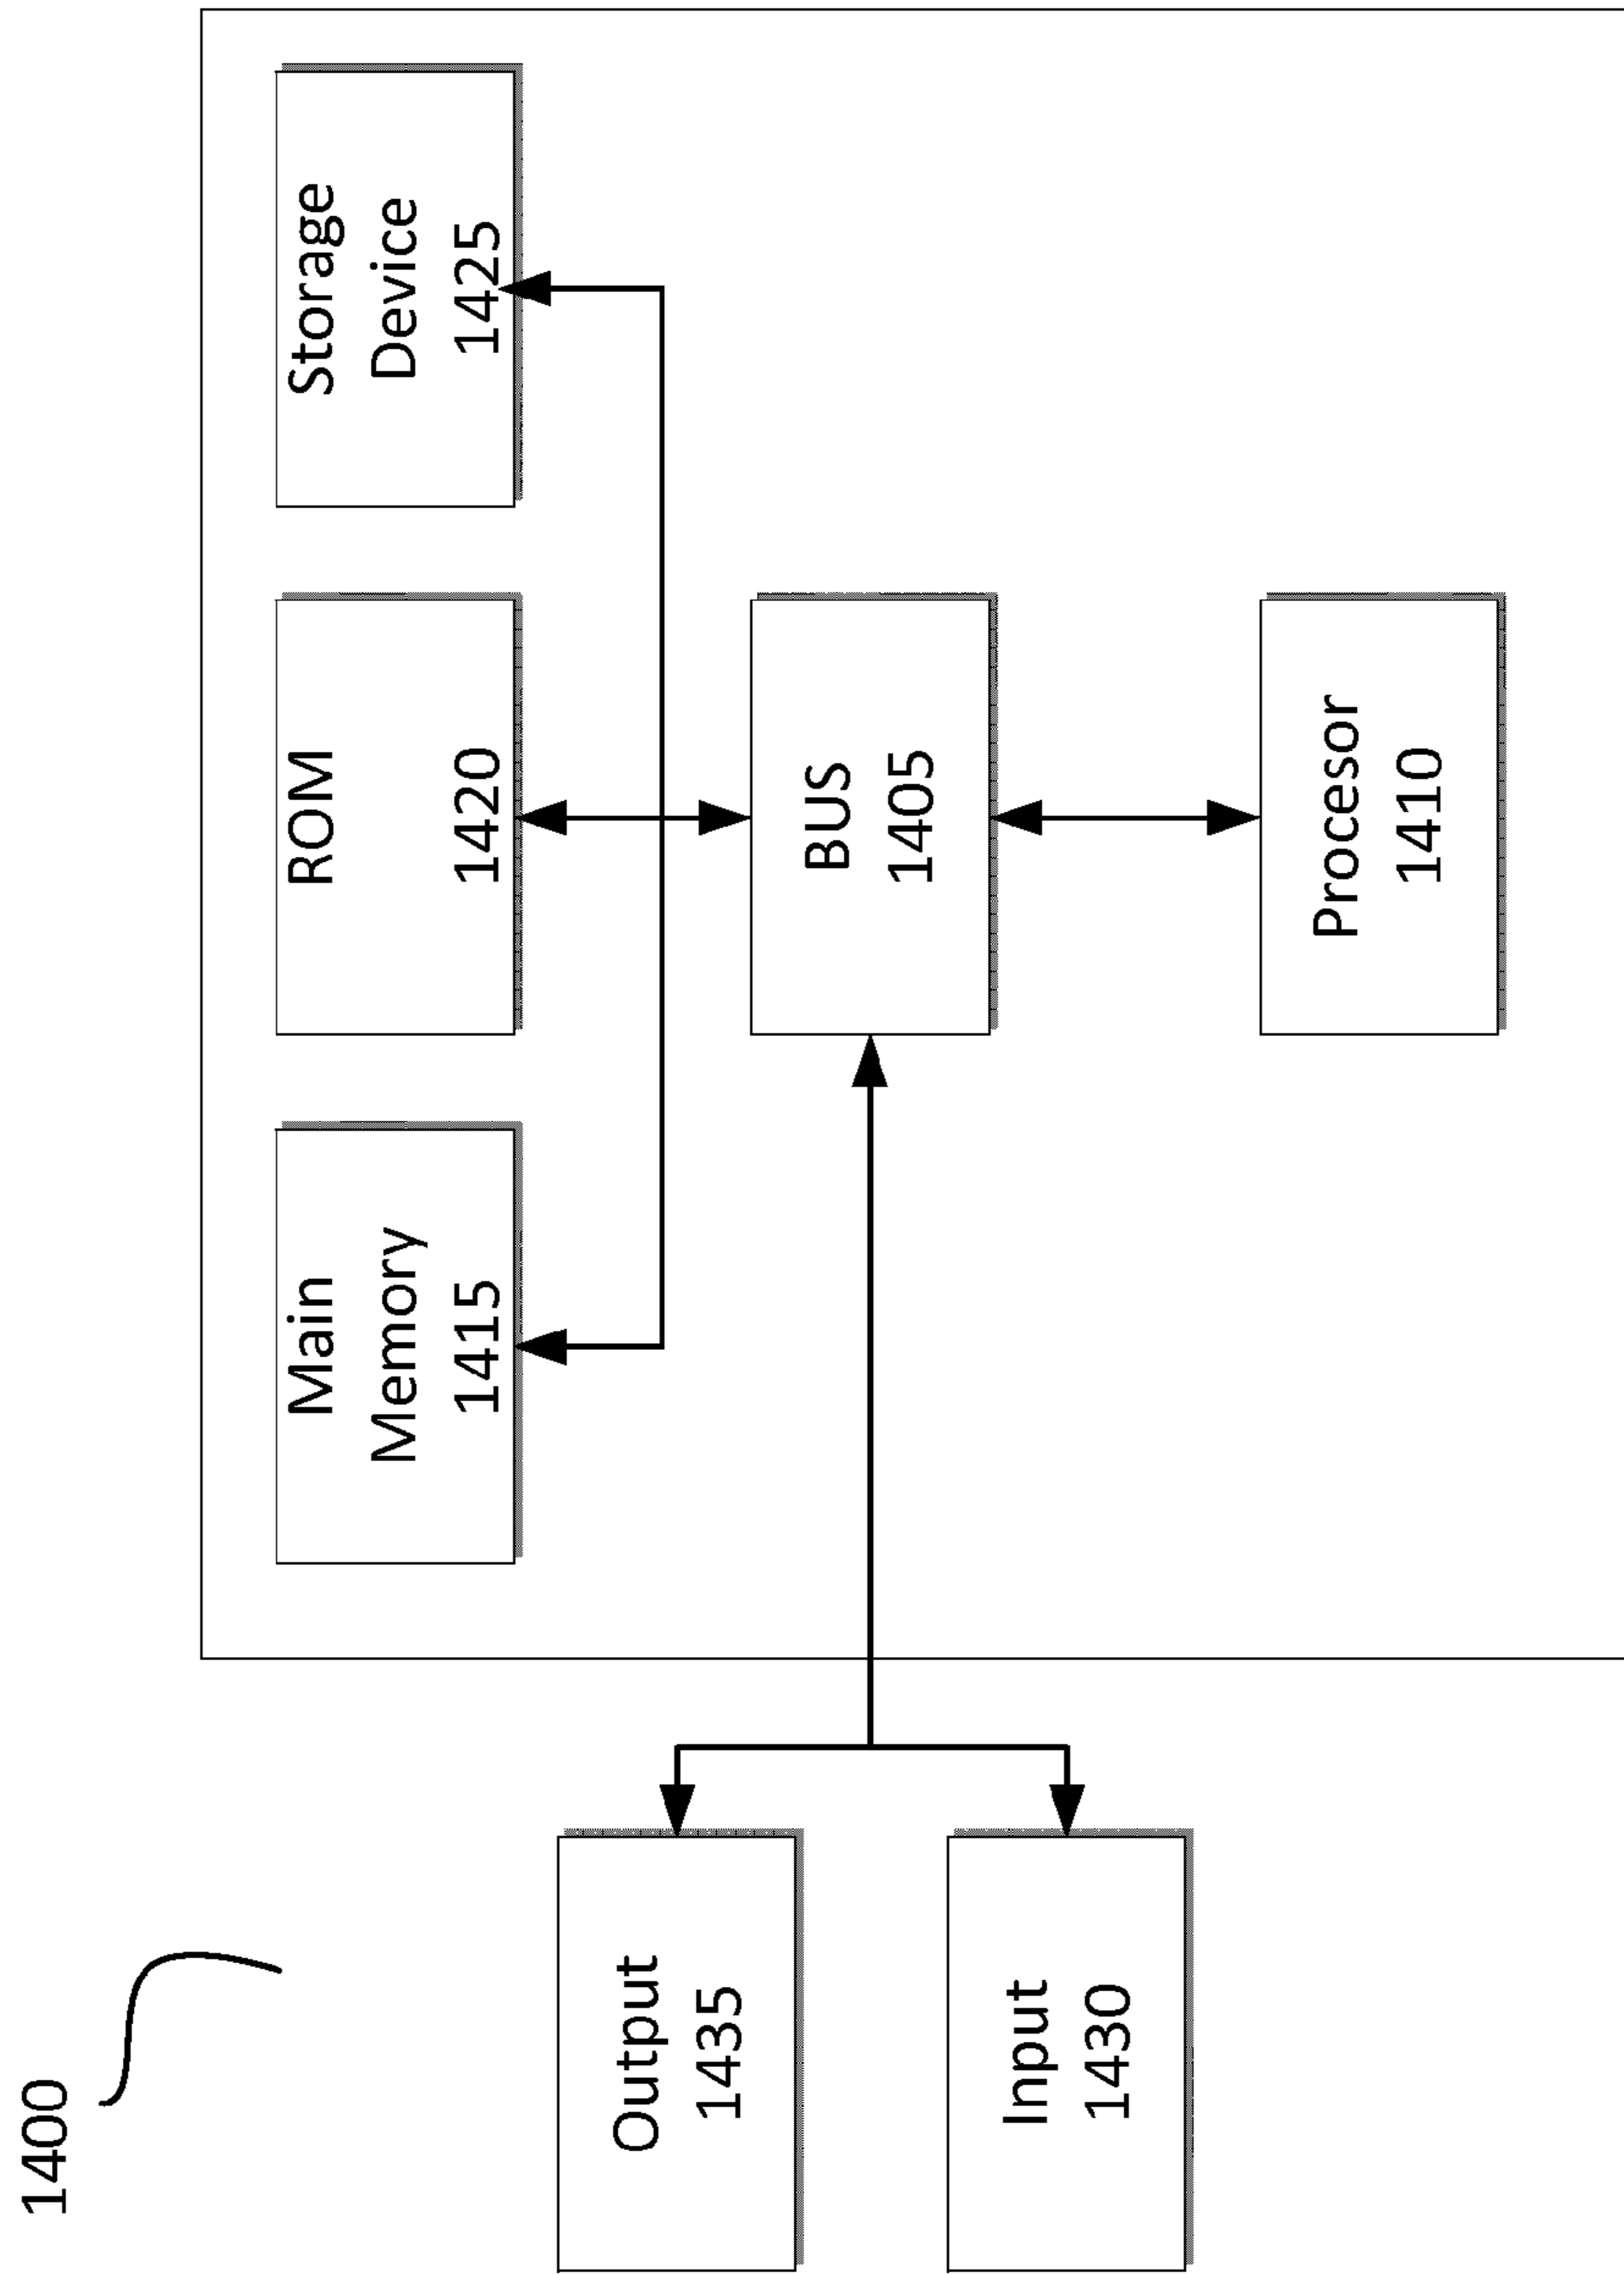 1400
Main
Memory
1415
ROM
1420
Storage
Device
1425
Output
1435
BUS
1405
Input
1430
Procesor
1410